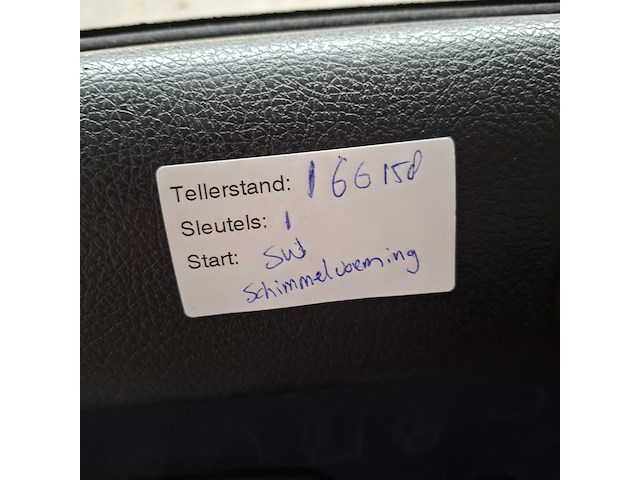 Tellerstand: 166158
Sleutels: 1
Start: SW
Schimmelvorming